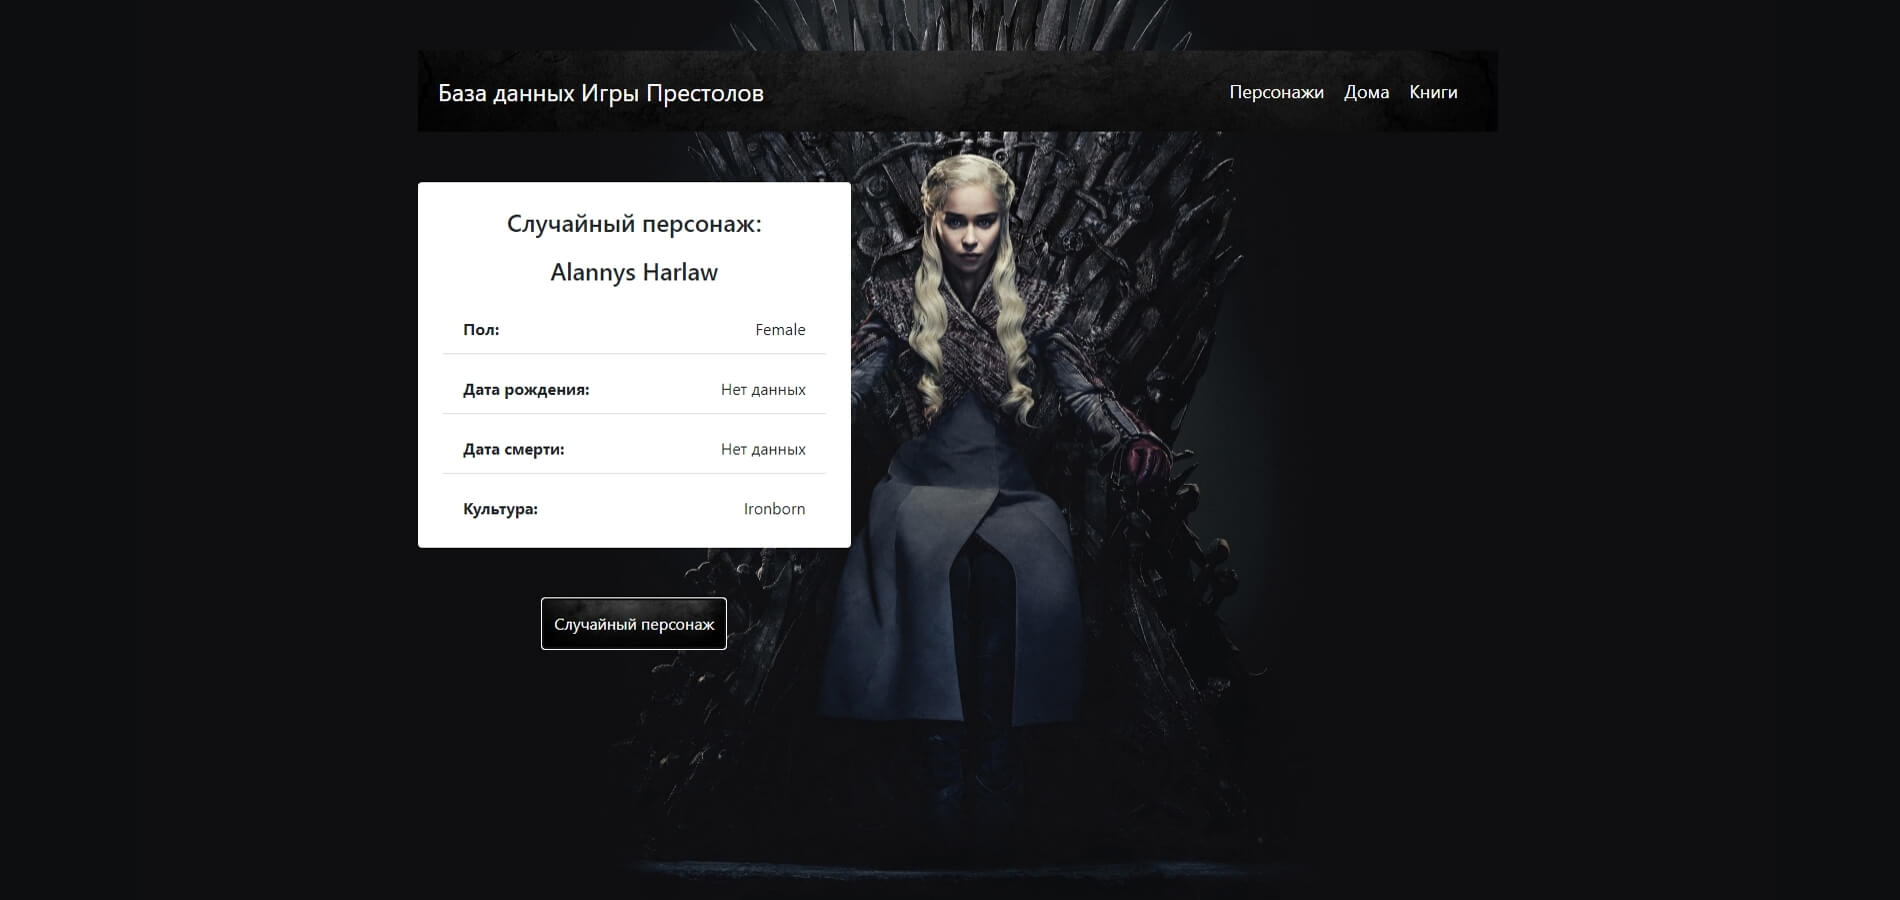 База данных Игры Престолов
Персонажи Дома Книги
Случайный персонаж:
Alannys Harlaw
Пол: Female
Дата рождения: Нет данных
Дата смерти: Нет данных
Культура: Ironborn
Случайный персонаж